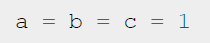 a = b = c = 1